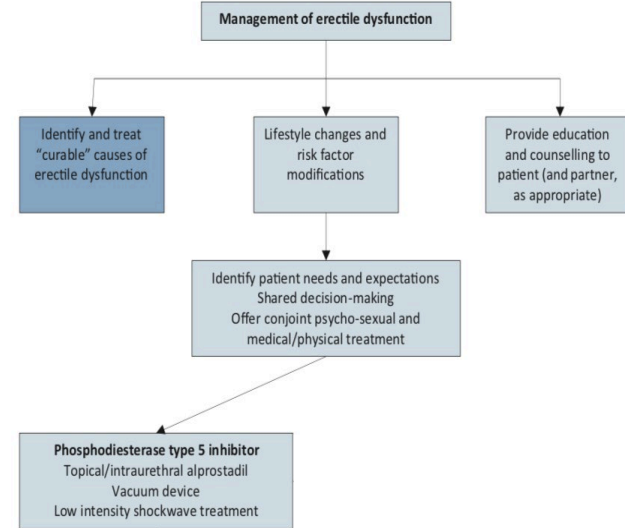 Management of erectile dysfunction
Identify and treat
“curable” causes of
erectile dysfunction
Lifestyle changes and
risk factor
modifications
Provide education
and counselling to
patient (and partner,
as appropriate)
Identify patient needs and expectations
Shared decision-making
Offer conjoint psycho-sexual and
medical/physical treatment
Phosphodiesterase type 5 inhibitor
Topical/intraurethral alprostadil
Vacuum device
Low intensity shockwave treatment